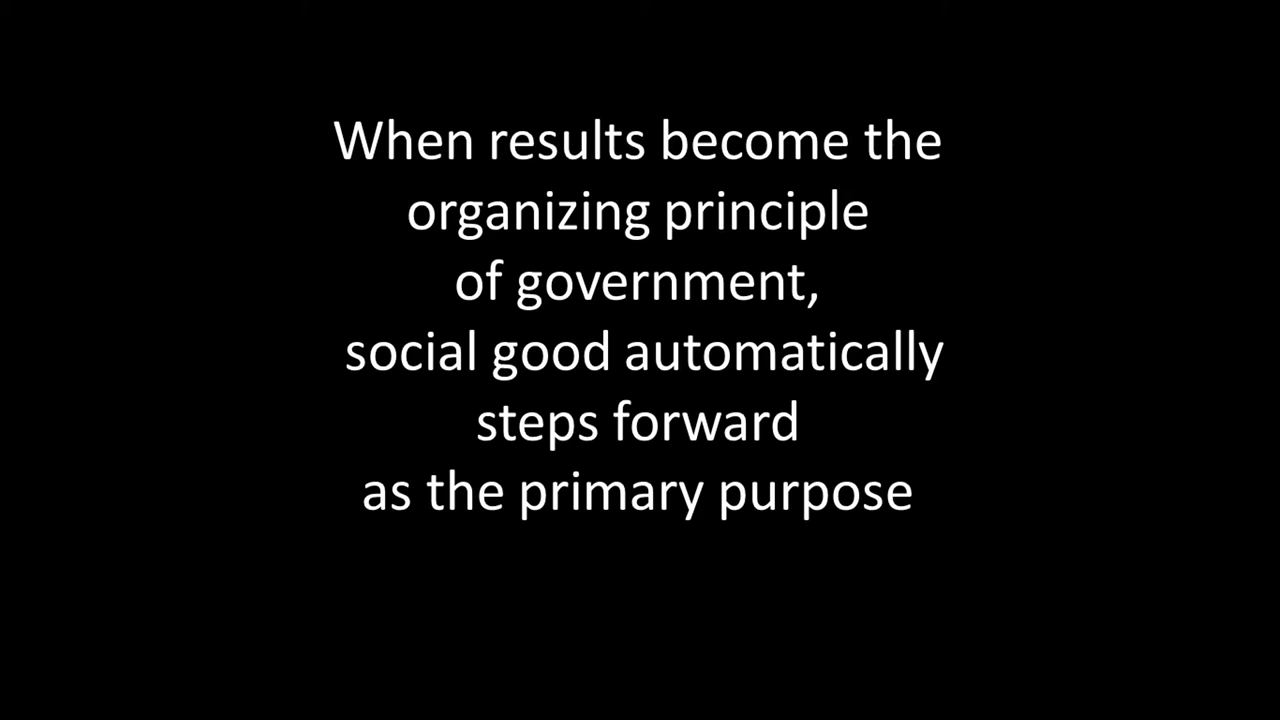 When results become the
organizing principle
of government,
social good automatically
steps forward
as the primary purpose